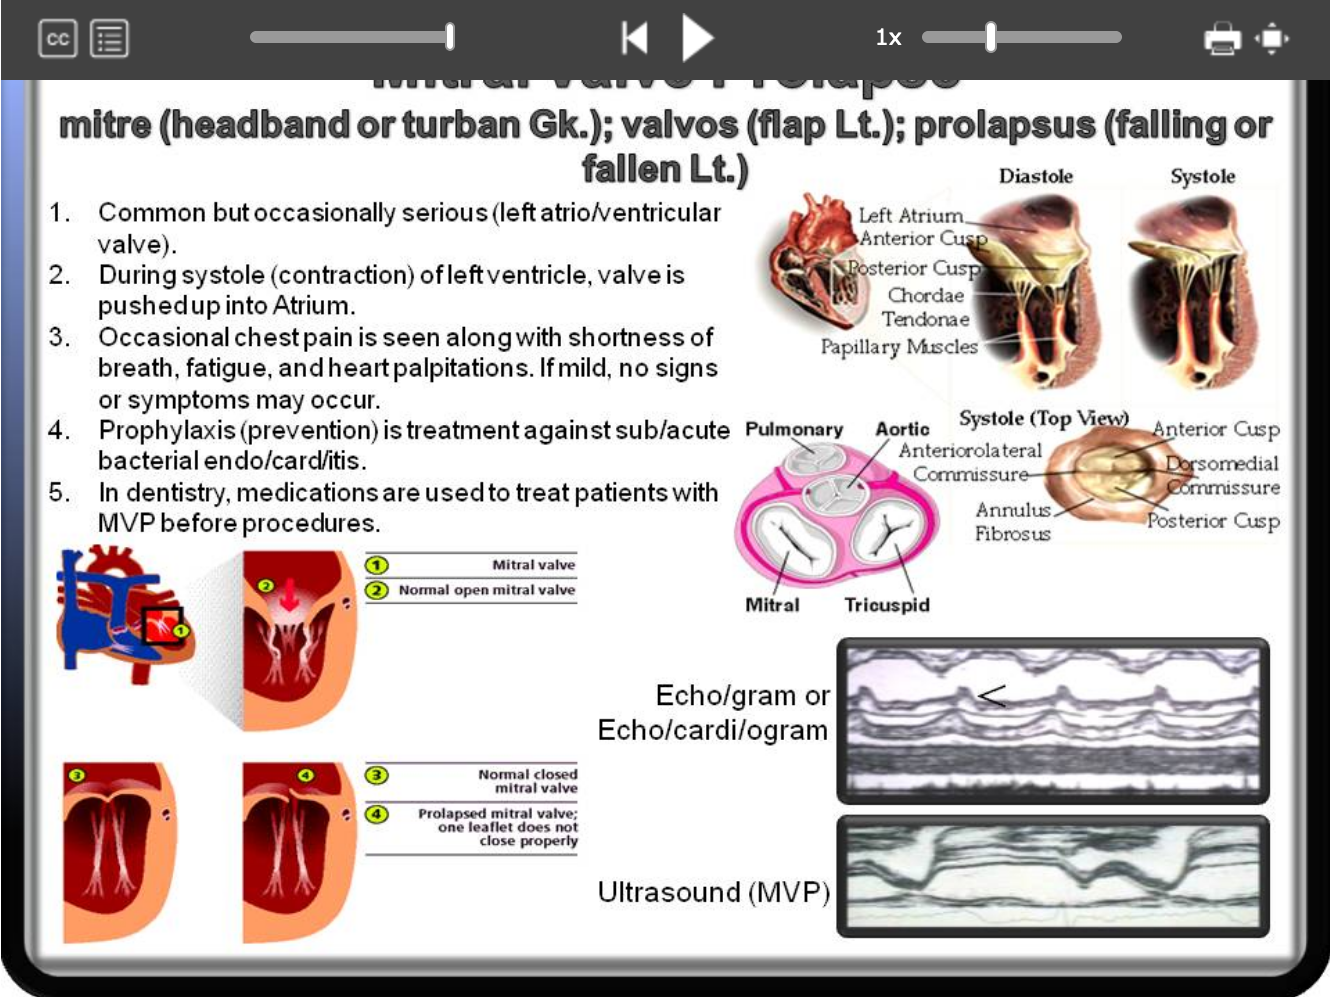 CC
1x
Mitral Valve Prolapse
mitre (headband or turban Gk.); valvos (flap Lt.); prolapsus (falling or
fallen Lt.)
1. Common but occasionally serious (left atrio/ventricular
valve).
2. During systole (contraction) of left ventricle, valve is
pushed up into Atrium.
3. Occasional chest pain is seen along with shortness of
breath, fatigue, and heart palpitations. If mild, no signs
or symptoms may occur.
4. Prophylaxis (prevention) is treatment against sub/acute
bacterial endo/card/itis.
5. In dentistry, medications are used to treat patients with
MVP before procedures.
Diastole
Systole
Left Atrium
Anterior Cusp
Posterior Cusp
Chordae
Tendonae
Papillary Muscles
Systole (Top View)
Anterior Cusp
Anteriorolateral
Commissure
Dorsomedial
Commissure
Annulus
Fibrosus
Posterior Cusp
Pulmonary
Aortic
Mitral
Tricuspid
1
2
1 Mitral valve
2 Normal open mitral valve
3
4
3 Normal closed
mitral valve
4 Prolapsed mitral valve;
one leaflet does not
close properly
Echo/gram or
Echo/cardi/ogram
<
Ultrasound (MVP)